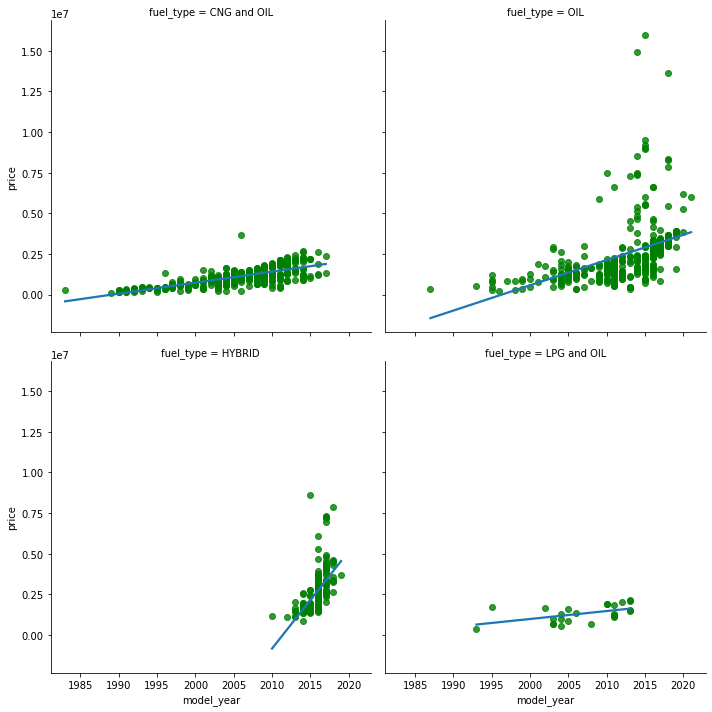 fuel_type = CNG and OIL
fuel_type = OIL
1e7
1.50
1.25
1.00
0.75
0.50
0.25
0.00
price
fuel_type = HYBRID
fuel_type = LPG and OIL
1e7
1.50
1.25
1.00
0.75
0.50
0.25
0.00
price
1985 1990 1995 2000 2005 2010 2015 2020
model_year
1985 1990 1995 2000 2005 2010 2015 2020
model_year